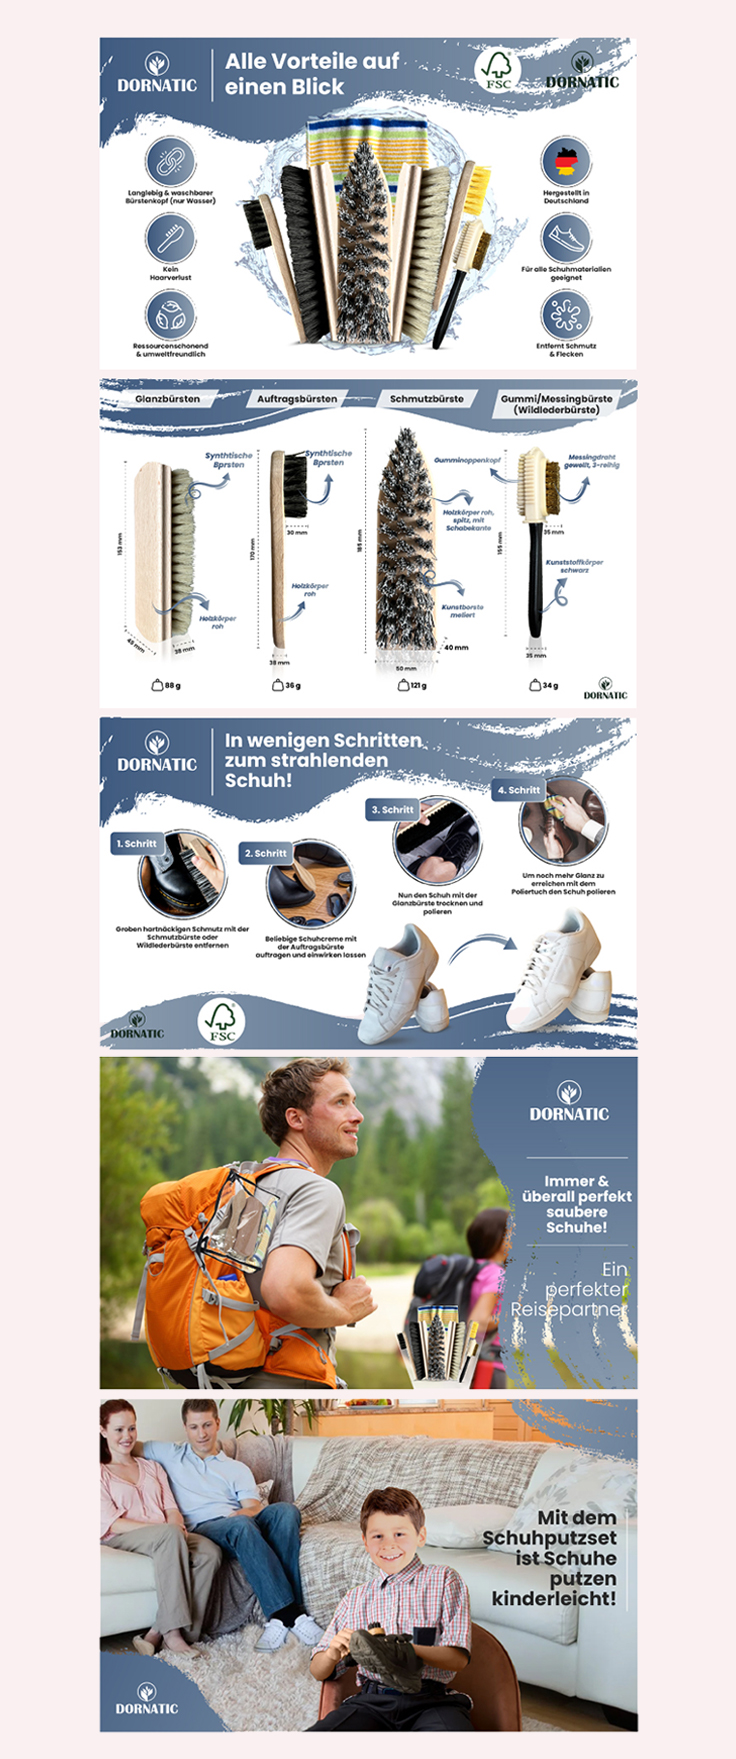 DORNATIC
Alle Vorteile auf
einen Blick
FSC
DORNATIC
Langlebig & waschbarer
Bürstenkopf (nur Wasser)
Kein
Haarverlust
Ressourcenschonend
& umweltfreundlich
Hergestellt in
Deutschland
Für alle Schuhmaterialien
geeignet
Entfernt Schmutz
& Flecken
Glanzbürsten
Auftragsbürsten
Schmutzbürste
Gummi/Messingbürste
(Wildlederbürste)
Synthtische
Bprsten
153 mm
Holzkörper
roh
45 mm
38 mm
88 g
Synthtische
Bprsten
30 mm
170 mm
Holzkörper
roh
38 mm
36 g
185 mm
Holzkörper roh,
spitz, mit
Schabekante
Kunstborste
meliert
40 mm
50 mm
121 g
Gumminoppenkopf
Messingdraht
gewellt, 3-reihig
35 mm
155 mm
Kunststoffkörper
schwarz
35 mm
34 g
DORNATIC
DORNATIC
In wenigen Schritten
zum strahlenden
Schuh!
1. Schritt
Groben hartnäckigen Schmutz mit der
Schmutzbürste oder
Wildlederbürste entfernen
2. Schritt
Beliebige Schuhcreme mit
der Auftragsbürste
auftragen und einwirken lassen
3. Schritt
Nun den Schuh mit der
Glanzbürste trocknen und
polieren
4. Schritt
Um noch mehr Glanz zu
erreichen mit dem
Poliertuch den Schuh polieren
DORNATIC
FSC
DORNATIC
Immer &
überall perfekt
saubere
Schuhe!
Ein
perfekter
Reisepartner
Mit dem
Schuhputzset
ist Schuhe
putzen
kinderleicht!
DORNATIC